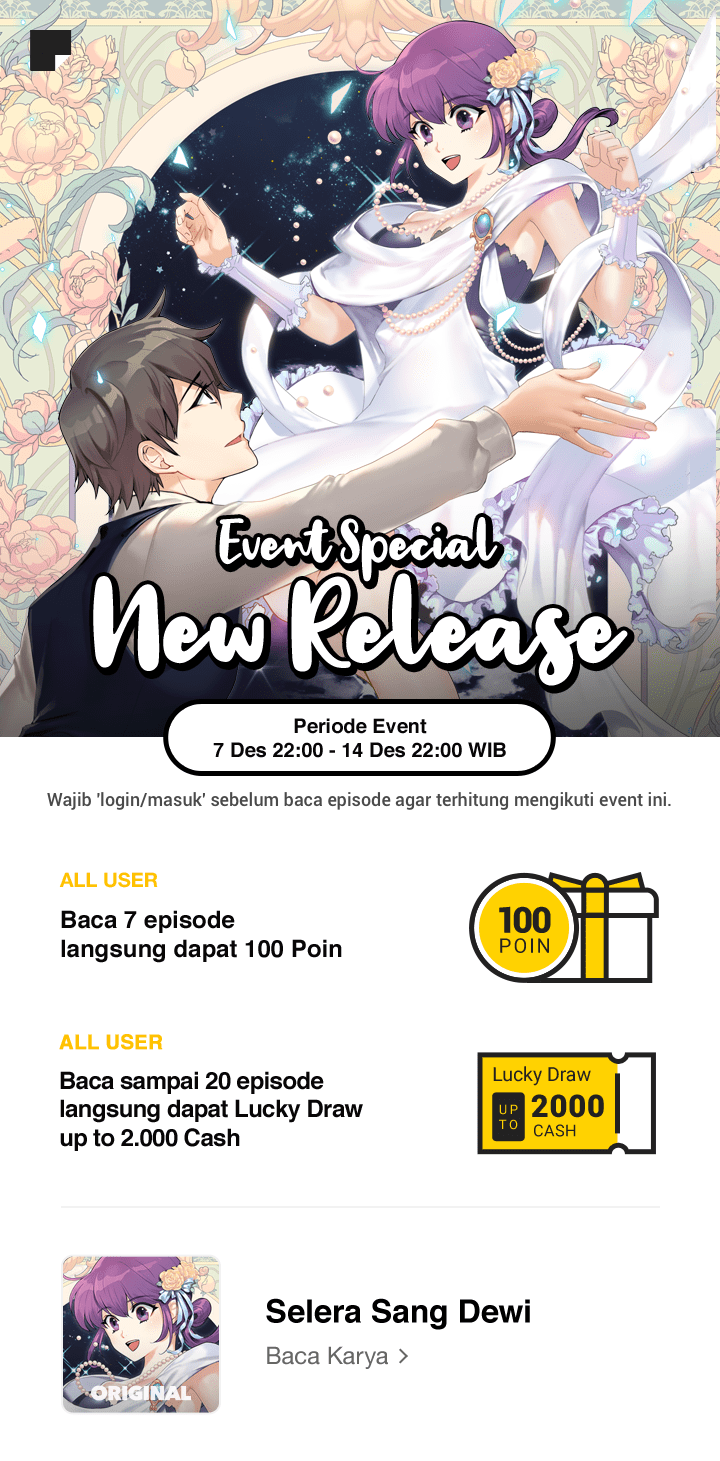 Event Special
New Release
Periode Event
7 Des 22:00 - 14 Des 22:00 WIB
Wajib 'login/masuk' sebelum baca episode agar terhitung mengikuti event ini.
ALL USER
Baca 7 episode
langsung dapat 100 Poin
100
POIN
ALL USER
Baca sampai 20 episode
langsung dapat Lucky Draw
up to 2.000 Cash
Lucky Draw
UP TO
2000
CASH
ORIGINAL
Selera Sang Dewi
Baca Karya >